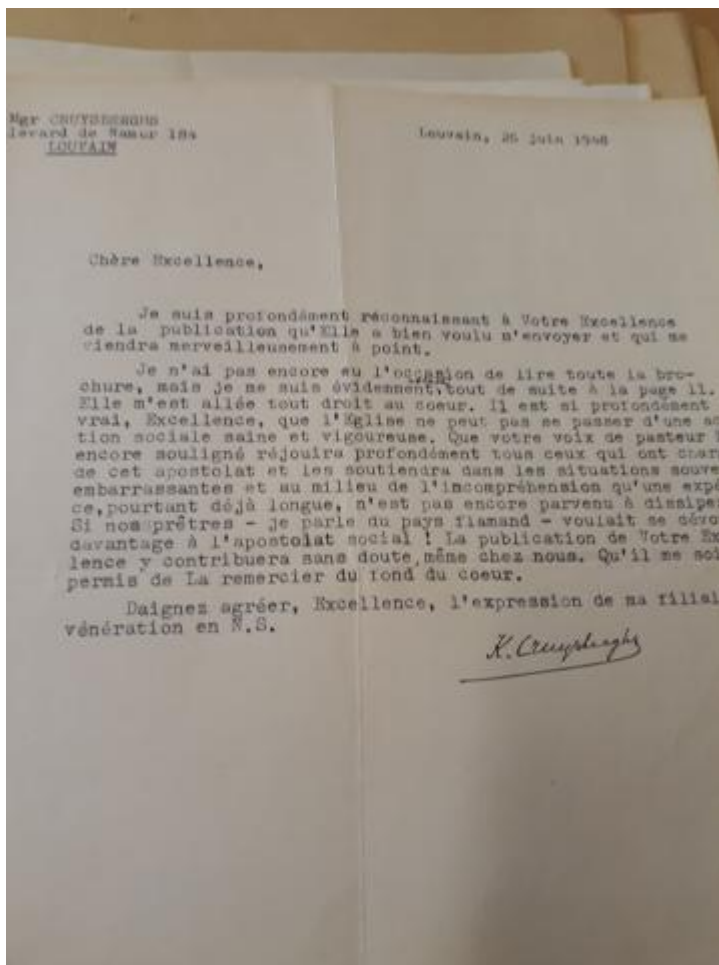 Mgr CRUYSBERGHS
levard de Namur 184
LOUVAIN
Louvain, 26 juin 1948
Chère Excellence,
Je suis profondément reconnaissant à Votre Excellence
de la publication qu'Elle a bien voulu m'envoyer et qui me
viendra merveilleusement à point.
Je n'ai pas encore eu l'occasion de lire toute la bro-
chure, mais je me suis évidemment, tout de suite à la page 11.
Elle m'est allée tout droit au coeur. Il est si profondément
vrai, Excellence, que l'Eglise ne peut pas se passer d'une
tion sociale saine et vigoureuse. Que votre voix de pasteur
encore souligné réjouira profondément tous ceux qui ont
de cet apostolat et les soutiendra dans les situations
embarrassantes et au milieu de l'incompréhension qu'une
ce, pourtant déjà longue, n'est pas encore parvenu à
Si nos prêtres - je parle du pays flamand - voulait se
davantage à l'apostolat social ! La publication de Votre Ex
lence y contribuera sans doute, même chez nous. Qu'il me soi
permis de La remercier du fond du coeur.
Daignez agréer, Excellence, l'expression de ma filial
vénération en N.S.
K. Cruysberghs